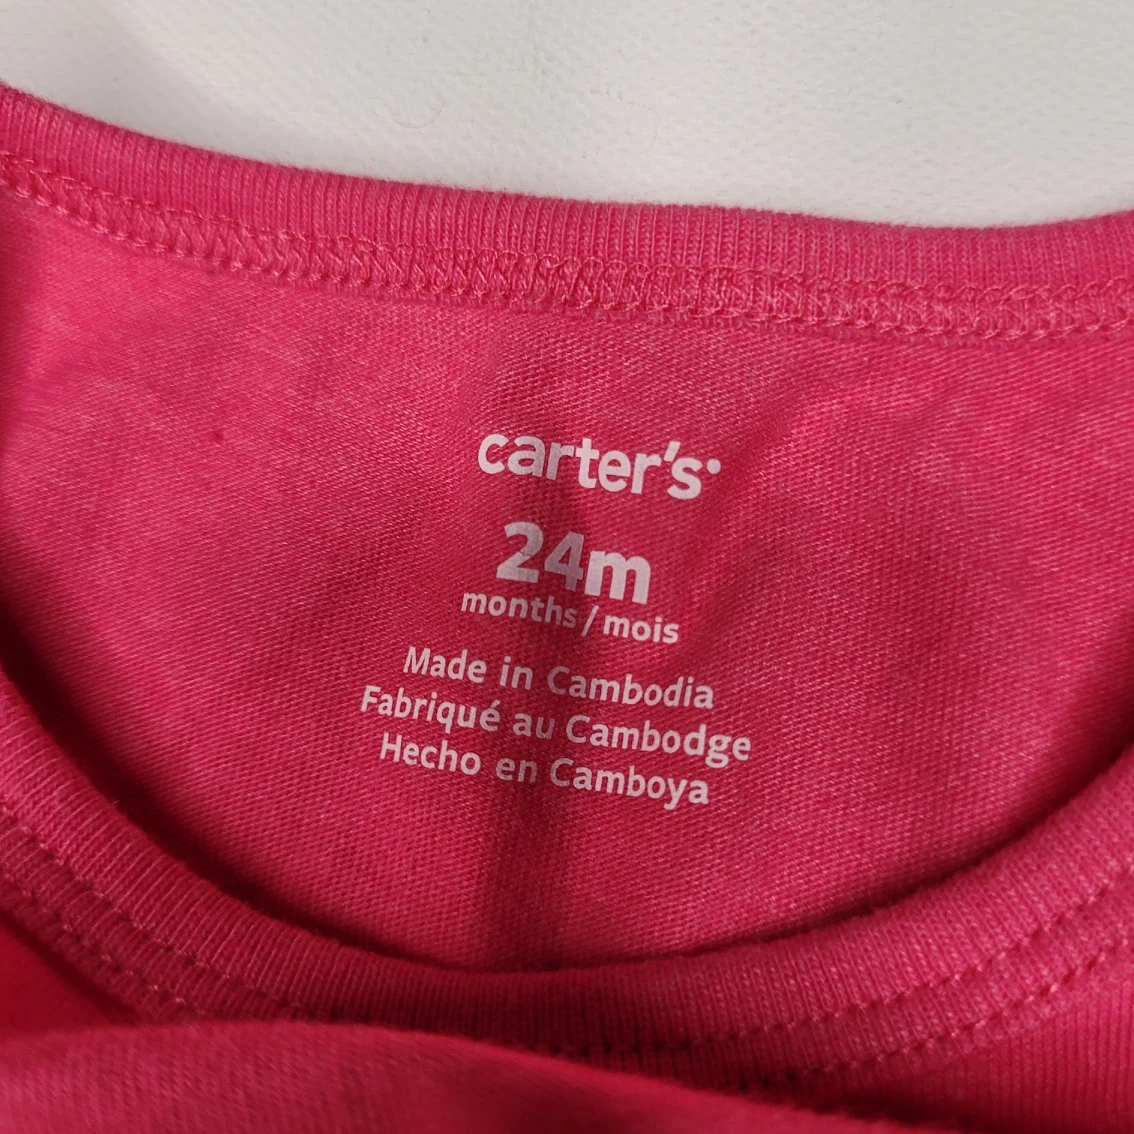 carter's
24m
months/mois
Made in Cambodia
Fabriqué au Cambodge
Hecho en Camboya